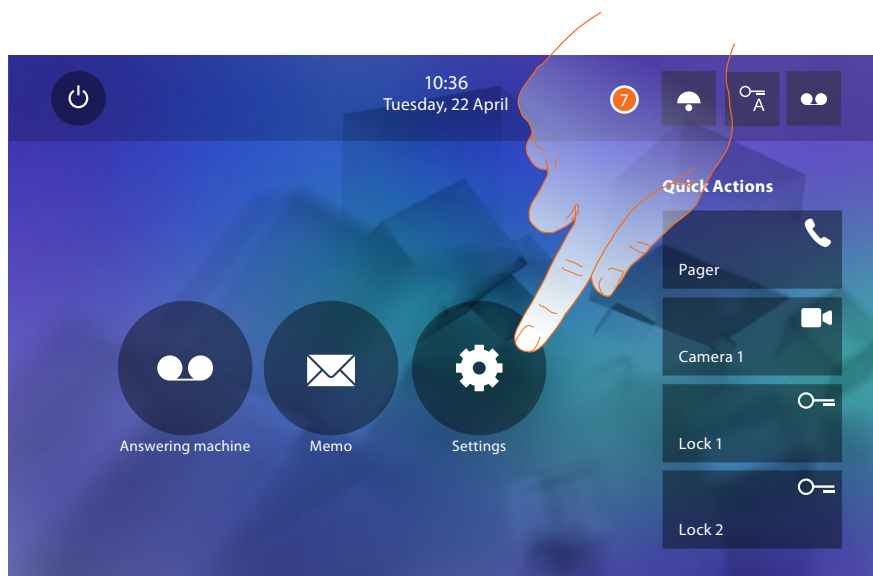 10:36
Tuesday, 22 April
7
A
Quick Actions
Pager
Camera 1
Lock 1
Lock 2
Answering machine
Memo
Settings